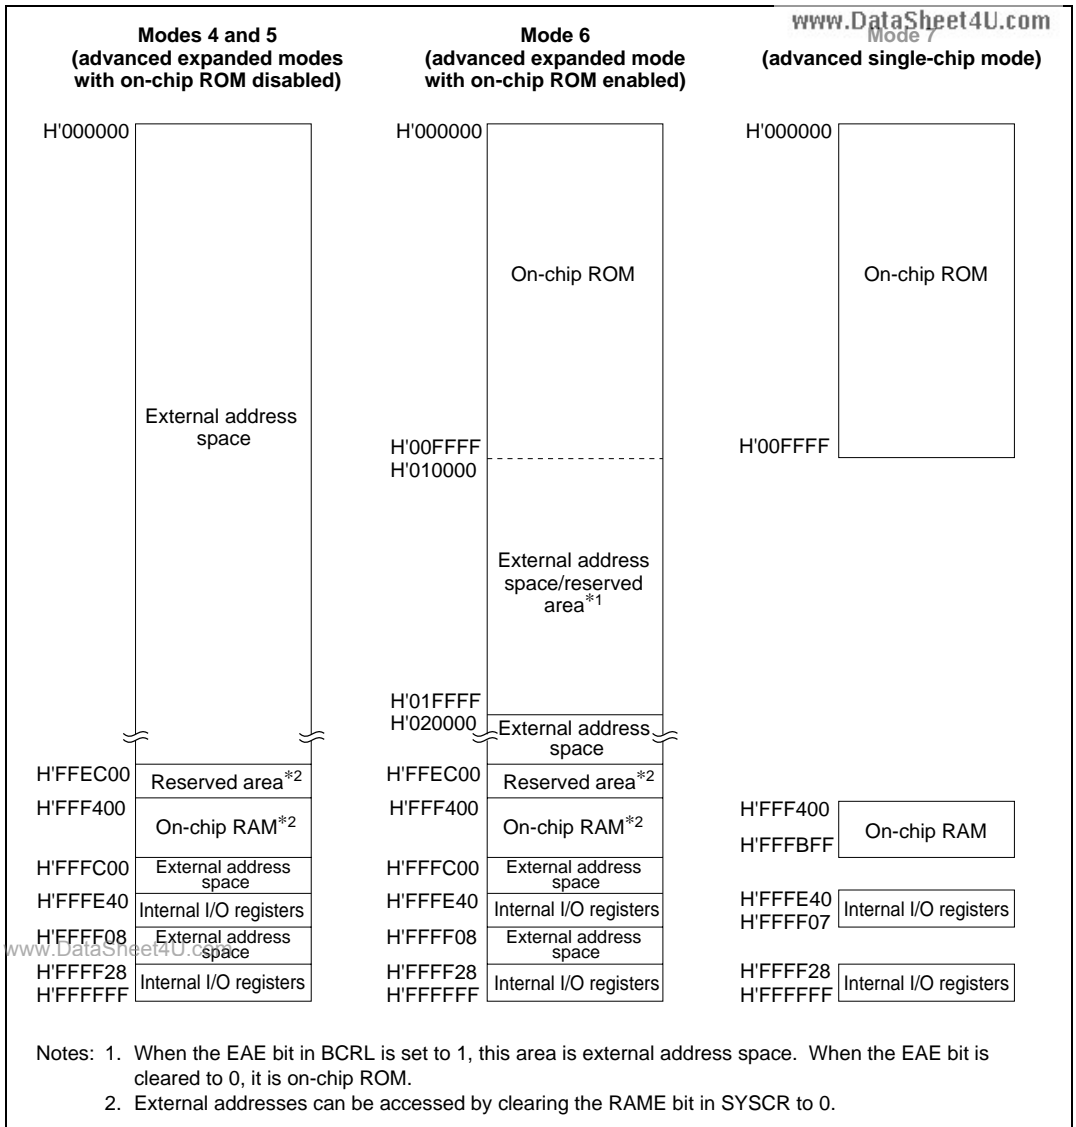 www.DataSheet4U.com
Modes 4 and 5
(advanced expanded modes
with on-chip ROM disabled)
H'000000
External address
space
H'FFEC00
Reserved area*2
H'FFF400
On-chip RAM*2
H'FFFC00
External address
space
H'FFFE40
Internal I/O registers
H'FFFF08
External address
space
H'FFFF28
Internal I/O registers
H'FFFFFF
Mode 6
(advanced expanded mode
with on-chip ROM enabled)
H'000000
On-chip ROM
H'00FFFF
H'010000
External address
space/reserved
area*1
H'01FFFF
H'020000
External address
space
H'FFEC00
Reserved area*2
H'FFF400
On-chip RAM*2
H'FFFC00
External address
space
H'FFFE40
Internal I/O registers
H'FFFF08
External address
space
H'FFFF28
Internal I/O registers
H'FFFFFF
Mode 7
(advanced single-chip mode)
H'000000
On-chip ROM
H'00FFFF
H'FFF400
On-chip RAM
H'FFFBFF
H'FFFE40
Internal I/O registers
H'FFFF07
H'FFFF28
Internal I/O registers
H'FFFFFF
www.DataSheet4U.com
Notes: 1. When the EAE bit in BCRL is set to 1, this area is external address space. When the EAE bit is
cleared to 0, it is on-chip ROM.
2. External addresses can be accessed by clearing the RAME bit in SYSCR to 0.